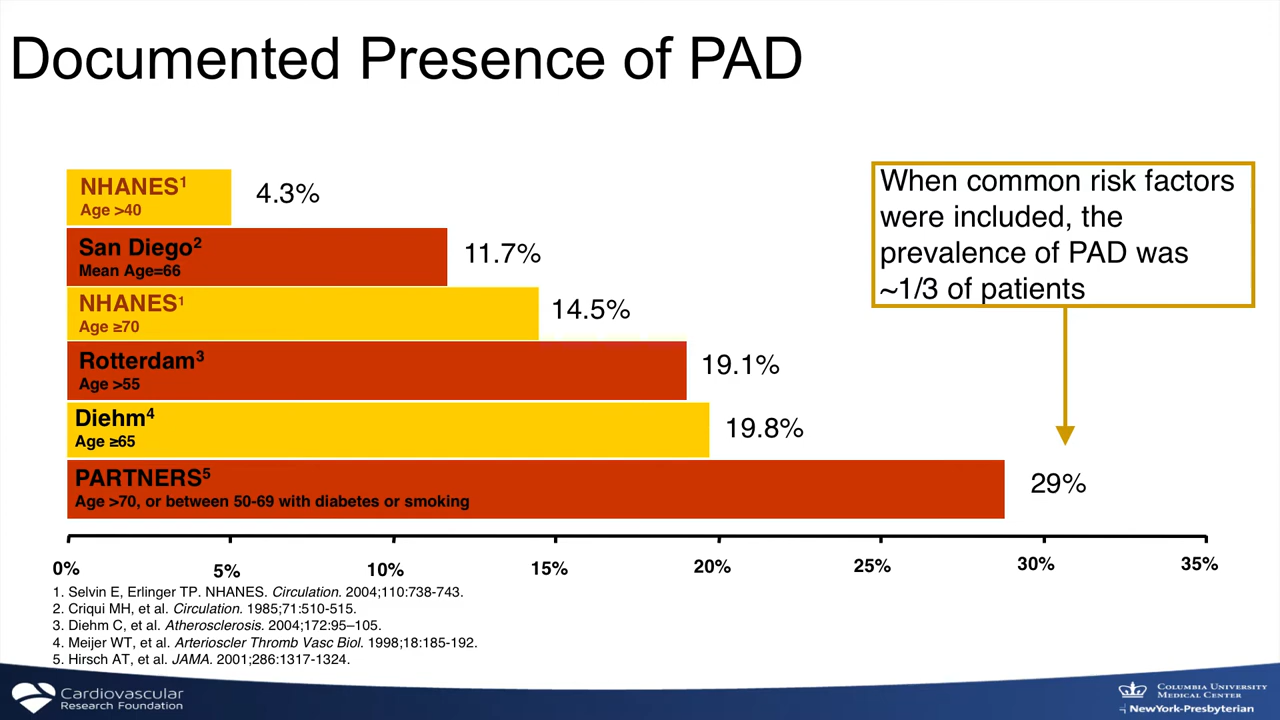 Documented Presence of PAD
NHANES¹
Age >40
4.3%
San Diego²
Mean Age=66
11.7%
NHANES¹
Age ≥70
14.5%
Rotterdam³
Age >55
19.1%
Diehm⁴
Age ≥65
19.8%
PARTNERS⁵
Age >70, or between 50-69 with diabetes or smoking
29%
When common risk factors
were included, the
prevalence of PAD was
~1/3 of patients
0% 5% 10% 15% 20% 25% 30% 35%
1. Selvin E, Erlinger TP. NHANES. Circulation. 2004;110:738-743.
2. Criqui MH, et al. Circulation. 1985;71:510-515.
3. Diehm C, et al. Atherosclerosis. 2004;172:95–105.
4. Meijer WT, et al. Arterioscler Thromb Vasc Biol. 1998;18:185-192.
5. Hirsch AT, et al. JAMA. 2001;286:1317-1324.
Cardiovascular
Research Foundation
COLUMBIA UNIVERSITY
MEDICAL CENTER
NewYork-Presbyterian